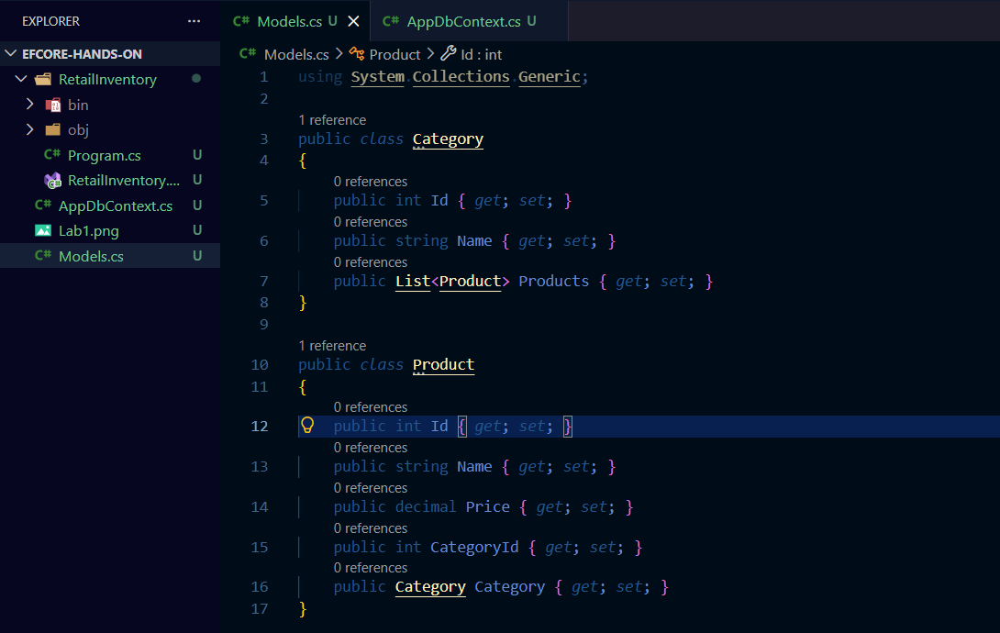 EXPLORER
EFCORE-HANDS-ON
RetailInventory
bin
obj
C# Program.cs U
RetailInventory.... U
C# AppDbContext.cs U
Lab1.png U
C# Models.cs U
C# Models.cs U
C# AppDbContext.cs U
C# Models.cs > Product > Id : int
1 using System.Collections.Generic;
2
1 reference
3 public class Category
4 {
0 references
5 public int Id { get; set; }
0 references
6 public string Name { get; set; }
0 references
7 public List<Product> Products { get; set; }
8 }
9
1 reference
10 public class Product
11 {
0 references
12 public int Id { get; set; }
0 references
13 public string Name { get; set; }
0 references
14 public decimal Price { get; set; }
0 references
15 public int CategoryId { get; set; }
0 references
16 public Category Category { get; set; }
17 }